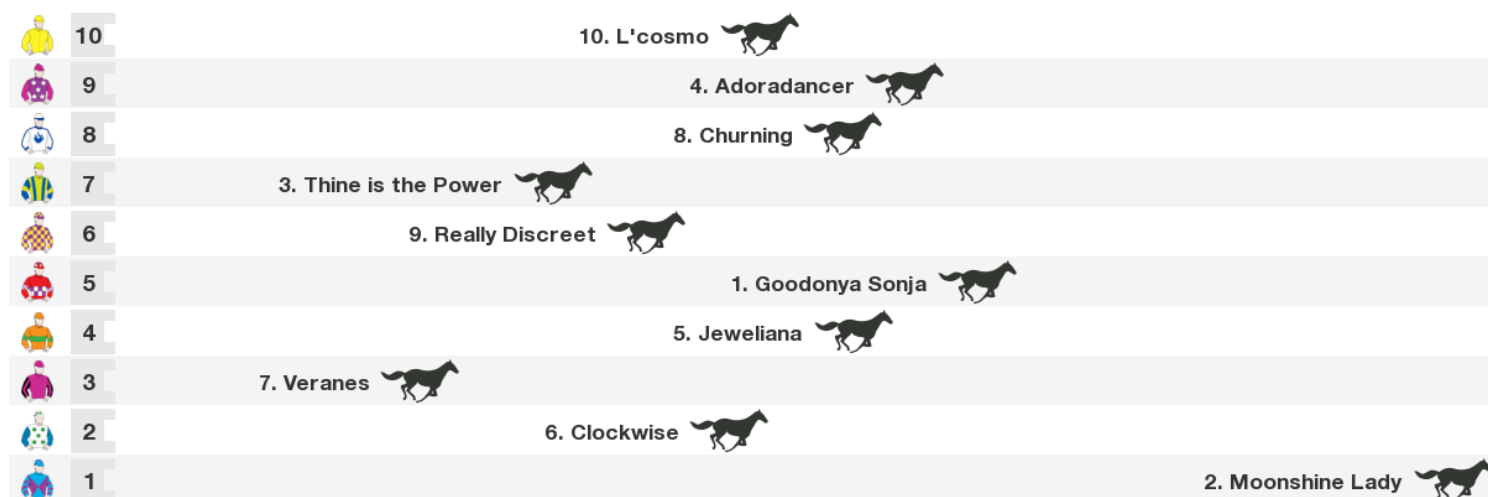 10 10. L'cosmo
9 4. Adoradancer
8 8. Churning
7 3. Thine is the Power
6 9. Really Discreet
5 1. Goodonya Sonja
4 5. Jeweliana
3 7. Veranes
2 6. Clockwise
1 2. Moonshine Lady